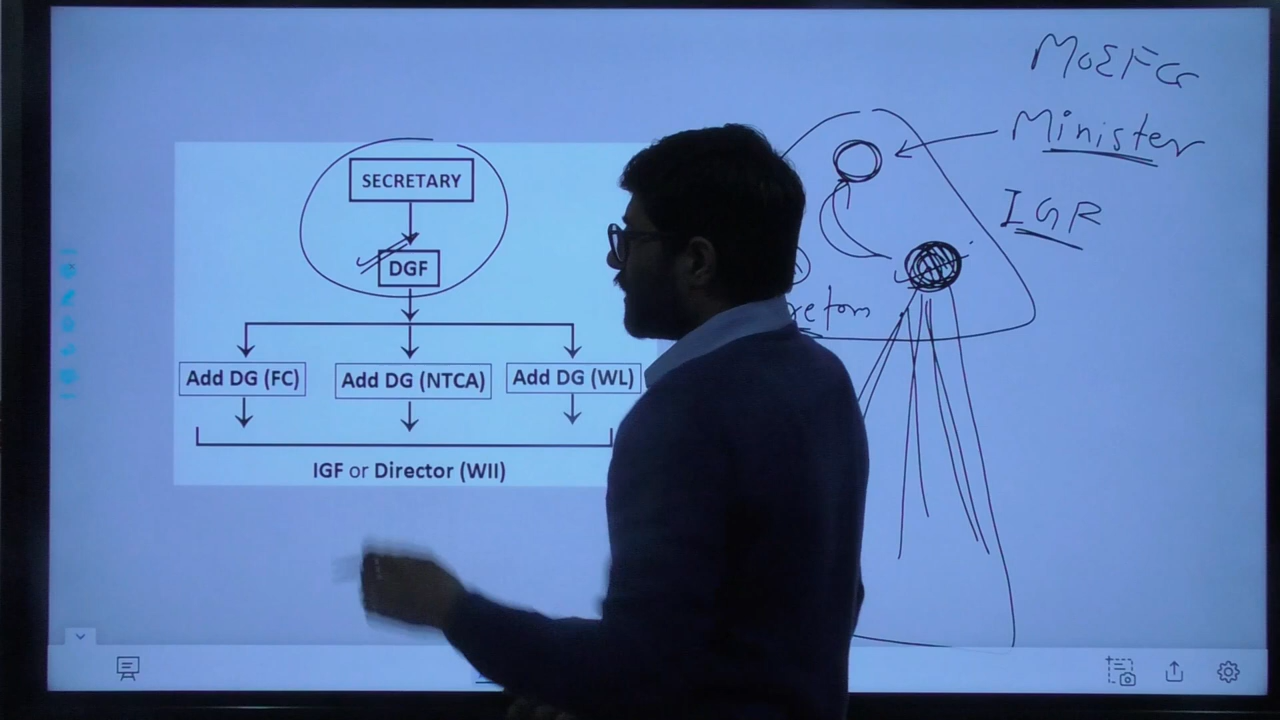 MoEFCC
Minister
IGF
SECRETARY
DGF
Add DG (FC)
Add DG (NTCA)
Add DG (WL)
IGF or Director (WII)